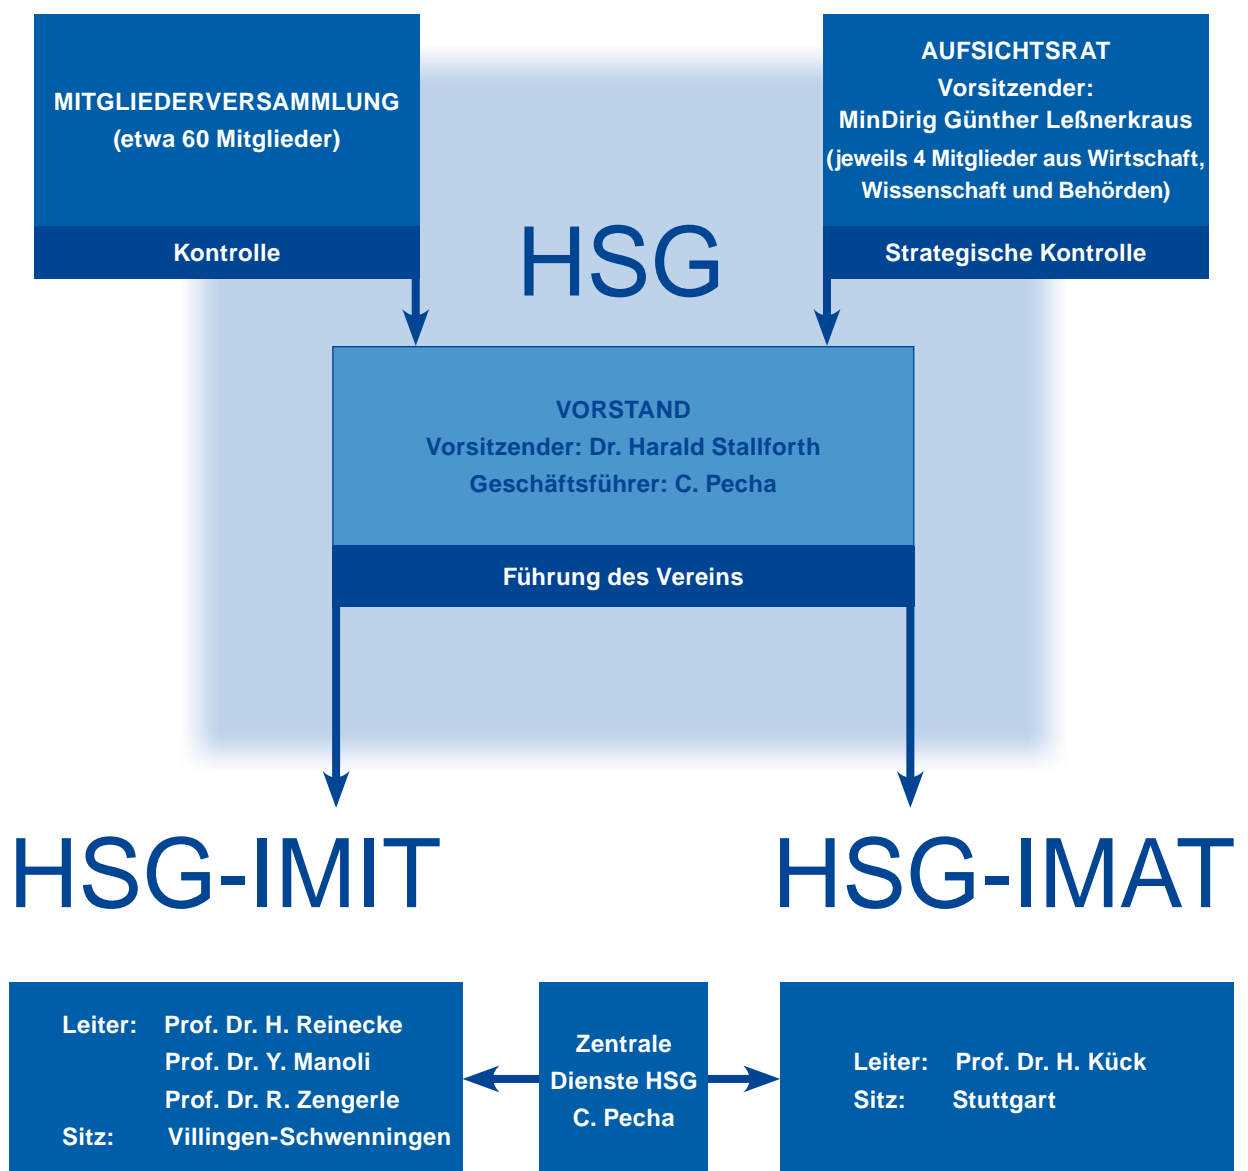 MITGLIEDERVERSAMMLUNG
(etwa 60 Mitglieder)
Kontrolle
AUFSICHTSRAT
Vorsitzender:
MinDirig Günther Leßnerkraus
(jeweils 4 Mitglieder aus Wirtschaft,
Wissenschaft und Behörden)
Strategische Kontrolle
HSG
VORSTAND
Vorsitzender: Dr. Harald Stallforth
Geschäftsführer: C. Pecha
Führung des Vereins
HSG-IMIT
HSG-IMAT
Leiter: Prof. Dr. H. Reinecke
Prof. Dr. Y. Manoli
Prof. Dr. R. Zengerle
Sitz: Villingen-Schwenningen
Zentrale
Dienste HSG
C. Pecha
Leiter: Prof. Dr. H. Kück
Sitz: Stuttgart